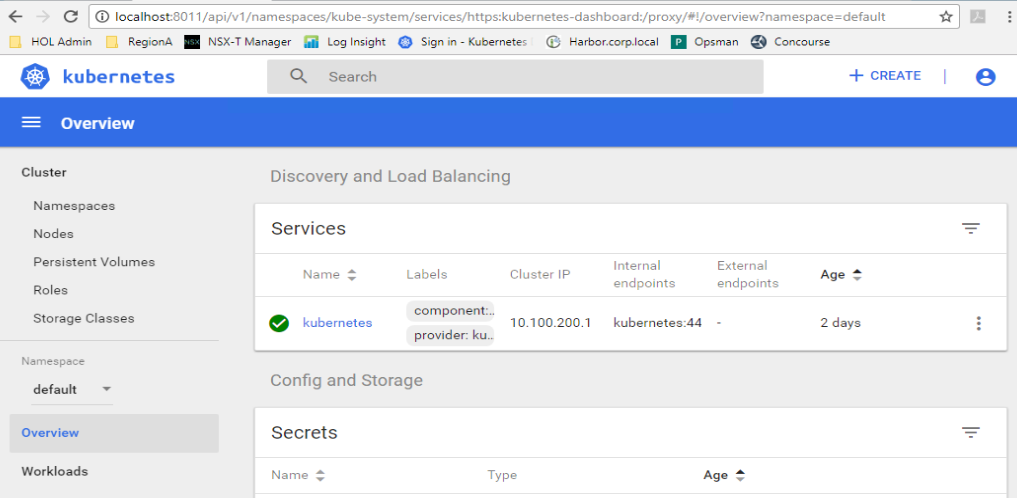 localhost:8011/api/v1/namespaces/kube-system/services/https:kubernetes-dashboard:/proxy/#!/overview?namespace=default
HOL Admin RegionA NSX NSX-T Manager Log Insight Sign in - Kubernetes Harbor.corp.local P Opsman Concourse
kubernetes Search + CREATE |
Overview
Cluster
Namespaces
Nodes
Persistent Volumes
Roles
Storage Classes
Namespace
default
Overview
Workloads
Discovery and Load Balancing
Services
Name Labels Cluster IP Internal endpoints External endpoints Age
kubernetes component:.. 10.100.200.1 kubernetes:44 - 2 days
provider: ku..
Config and Storage
Secrets
Name Type Age